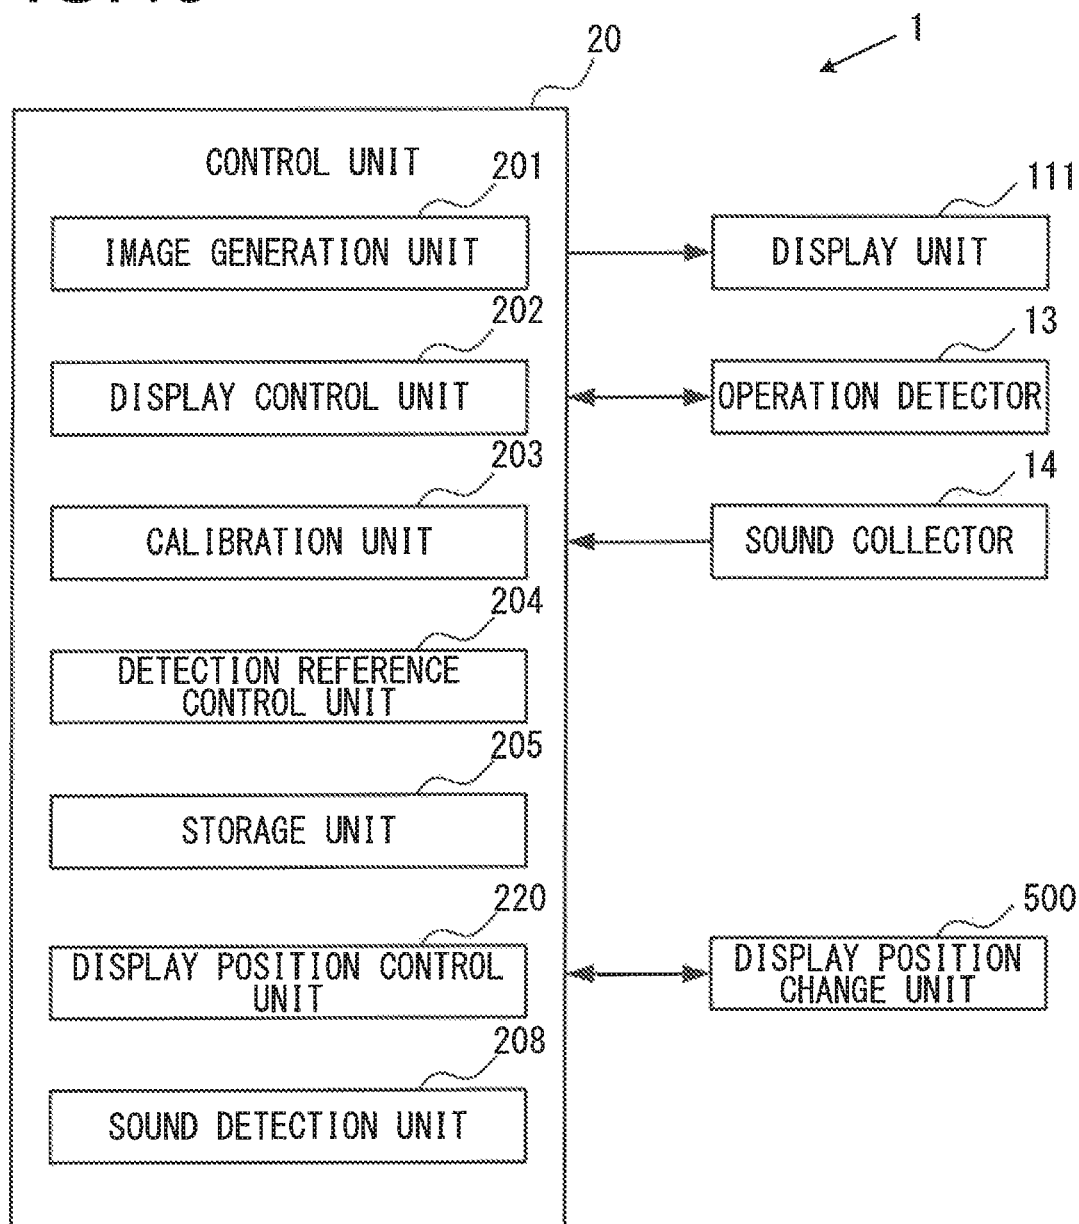 1
20
CONTROL UNIT
201
IMAGE GENERATION UNIT
111
DISPLAY UNIT
202
DISPLAY CONTROL UNIT
13
OPERATION DETECTOR
203
CALIBRATION UNIT
14
SOUND COLLECTOR
204
DETECTION REFERENCE
CONTROL UNIT
205
STORAGE UNIT
220
DISPLAY POSITION CONTROL
UNIT
500
DISPLAY POSITION
CHANGE UNIT
208
SOUND DETECTION UNIT